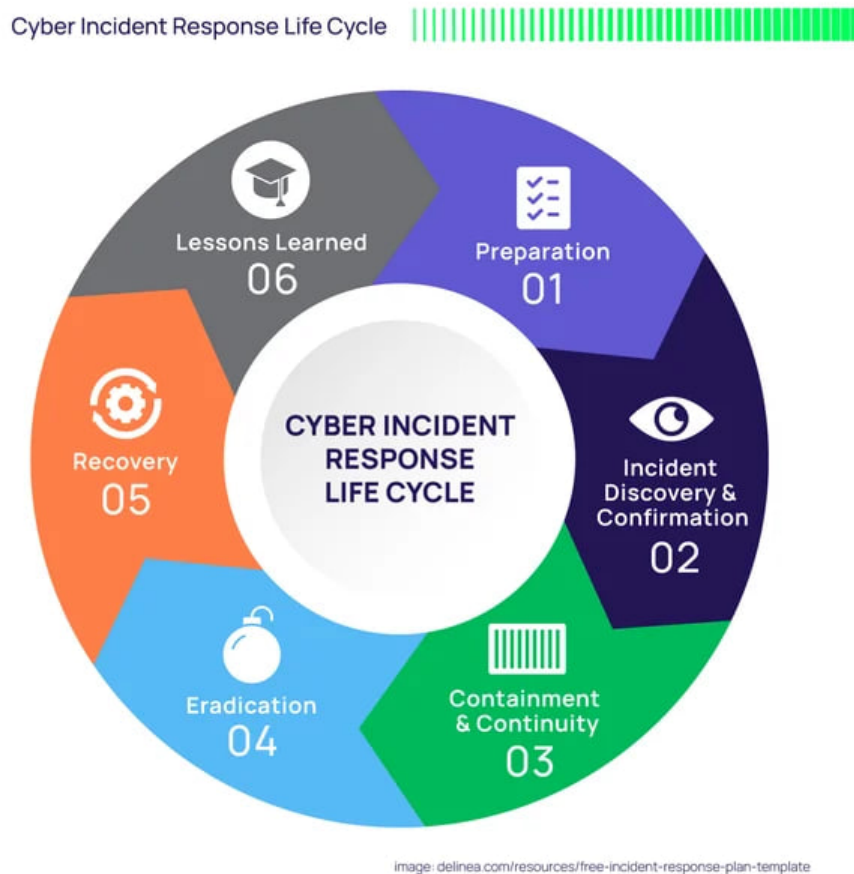 Cyber Incident Response Life Cycle
Preparation
01
Incident
Discovery &
Confirmation
02
Containment
& Continuity
03
Eradication
04
Recovery
05
Lessons Learned
06
CYBER INCIDENT
RESPONSE
LIFE CYCLE
image: delinea.com/resources/free-incident-response-plan-template